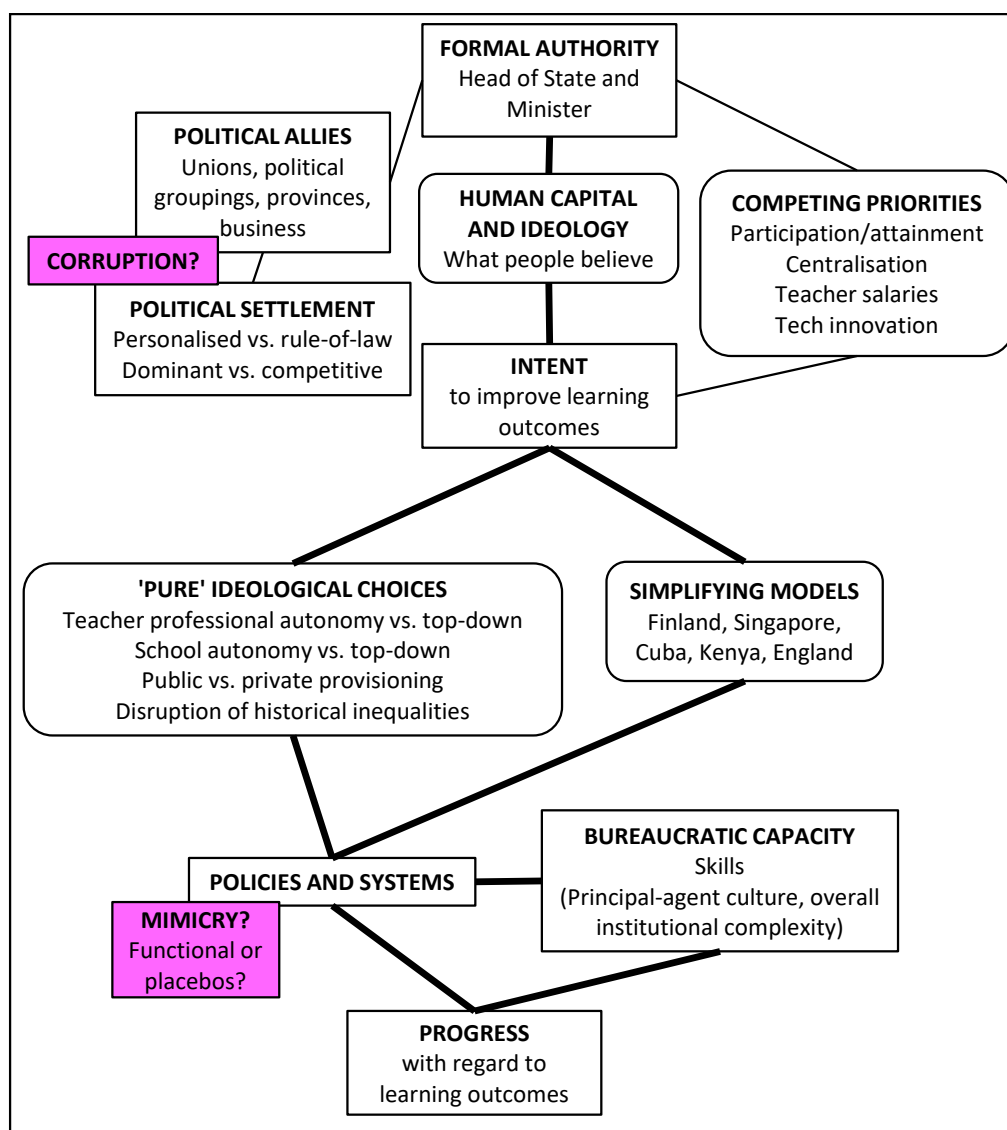 FORMAL AUTHORITY
Head of State and
Minister
POLITICAL ALLIES
Unions, political
groupings, provinces,
business
CORRUPTION?
POLITICAL SETTLEMENT
Personalised vs. rule-of-law
Dominant vs. competitive
HUMAN CAPITAL
AND IDEOLOGY
What people believe
COMPETING PRIORITIES
Participation/attainment
Centralisation
Teacher salaries
Tech innovation
INTENT
to improve learning
outcomes
'PURE' IDEOLOGICAL CHOICES
Teacher professional autonomy vs. top-down
School autonomy vs. top-down
Public vs. private provisioning
Disruption of historical inequalities
SIMPLIFYING MODELS
Finland, Singapore,
Cuba, Kenya, England
POLICIES AND SYSTEMS
MIMICRY?
Functional or
placebos?
BUREAUCRATIC CAPACITY
Skills
(Principal-agent culture, overall
institutional complexity)
PROGRESS
with regard to
learning outcomes